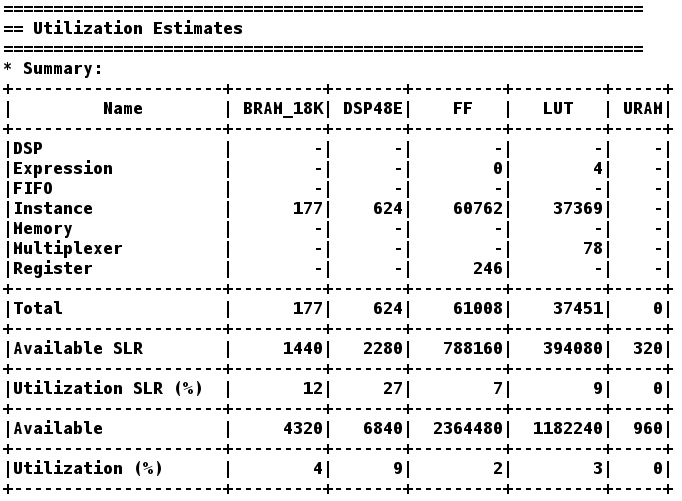 ================================================================
== Utilization Estimates
================================================================
* Summary:
+---------------------+---------+-------+---------+---------+-----+
|         Name        | BRAM_18K| DSP48E|    FF   |   LUT   | URAM|
+---------------------+---------+-------+---------+---------+-----+
|DSP                  |        -|      -|        -|        -|    -|
|Expression           |        -|      -|        0|        4|    -|
|FIFO                 |        -|      -|        -|        -|    -|
|Instance             |      177|    624|    60762|    37369|    -|
|Memory               |        -|      -|        -|        -|    -|
|Multiplexer          |        -|      -|        -|       78|    -|
|Register             |        -|      -|      246|        -|    -|
+---------------------+---------+-------+---------+---------+-----+
|Total                |      177|    624|    61008|    37451|    0|
+---------------------+---------+-------+---------+---------+-----+
|Available SLR        |     1440|   2280|   788160|   394080|  320|
+---------------------+---------+-------+---------+---------+-----+
|Utilization SLR (%)  |       12|     27|        7|        9|    0|
+---------------------+---------+-------+---------+---------+-----+
|Available            |     4320|   6840|  2364480|  1182240|  960|
+---------------------+---------+-------+---------+---------+-----+
|Utilization (%)      |        4|      9|        2|        3|    0|
+---------------------+---------+-------+---------+---------+-----+